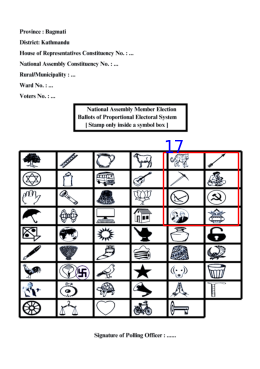 Province : Bagmati
District: Kathmandu
House of Representatives Constituency No. : ...
National Assembly Constituency No. : ...
Rural/Municipality : ...
Ward No. : ...
Voters No. : ...
National Assembly Member Election
Ballots of Proportional Electoral System
[ Stamp only inside a symbol box ]
17
Signature of Polling Officer : ......